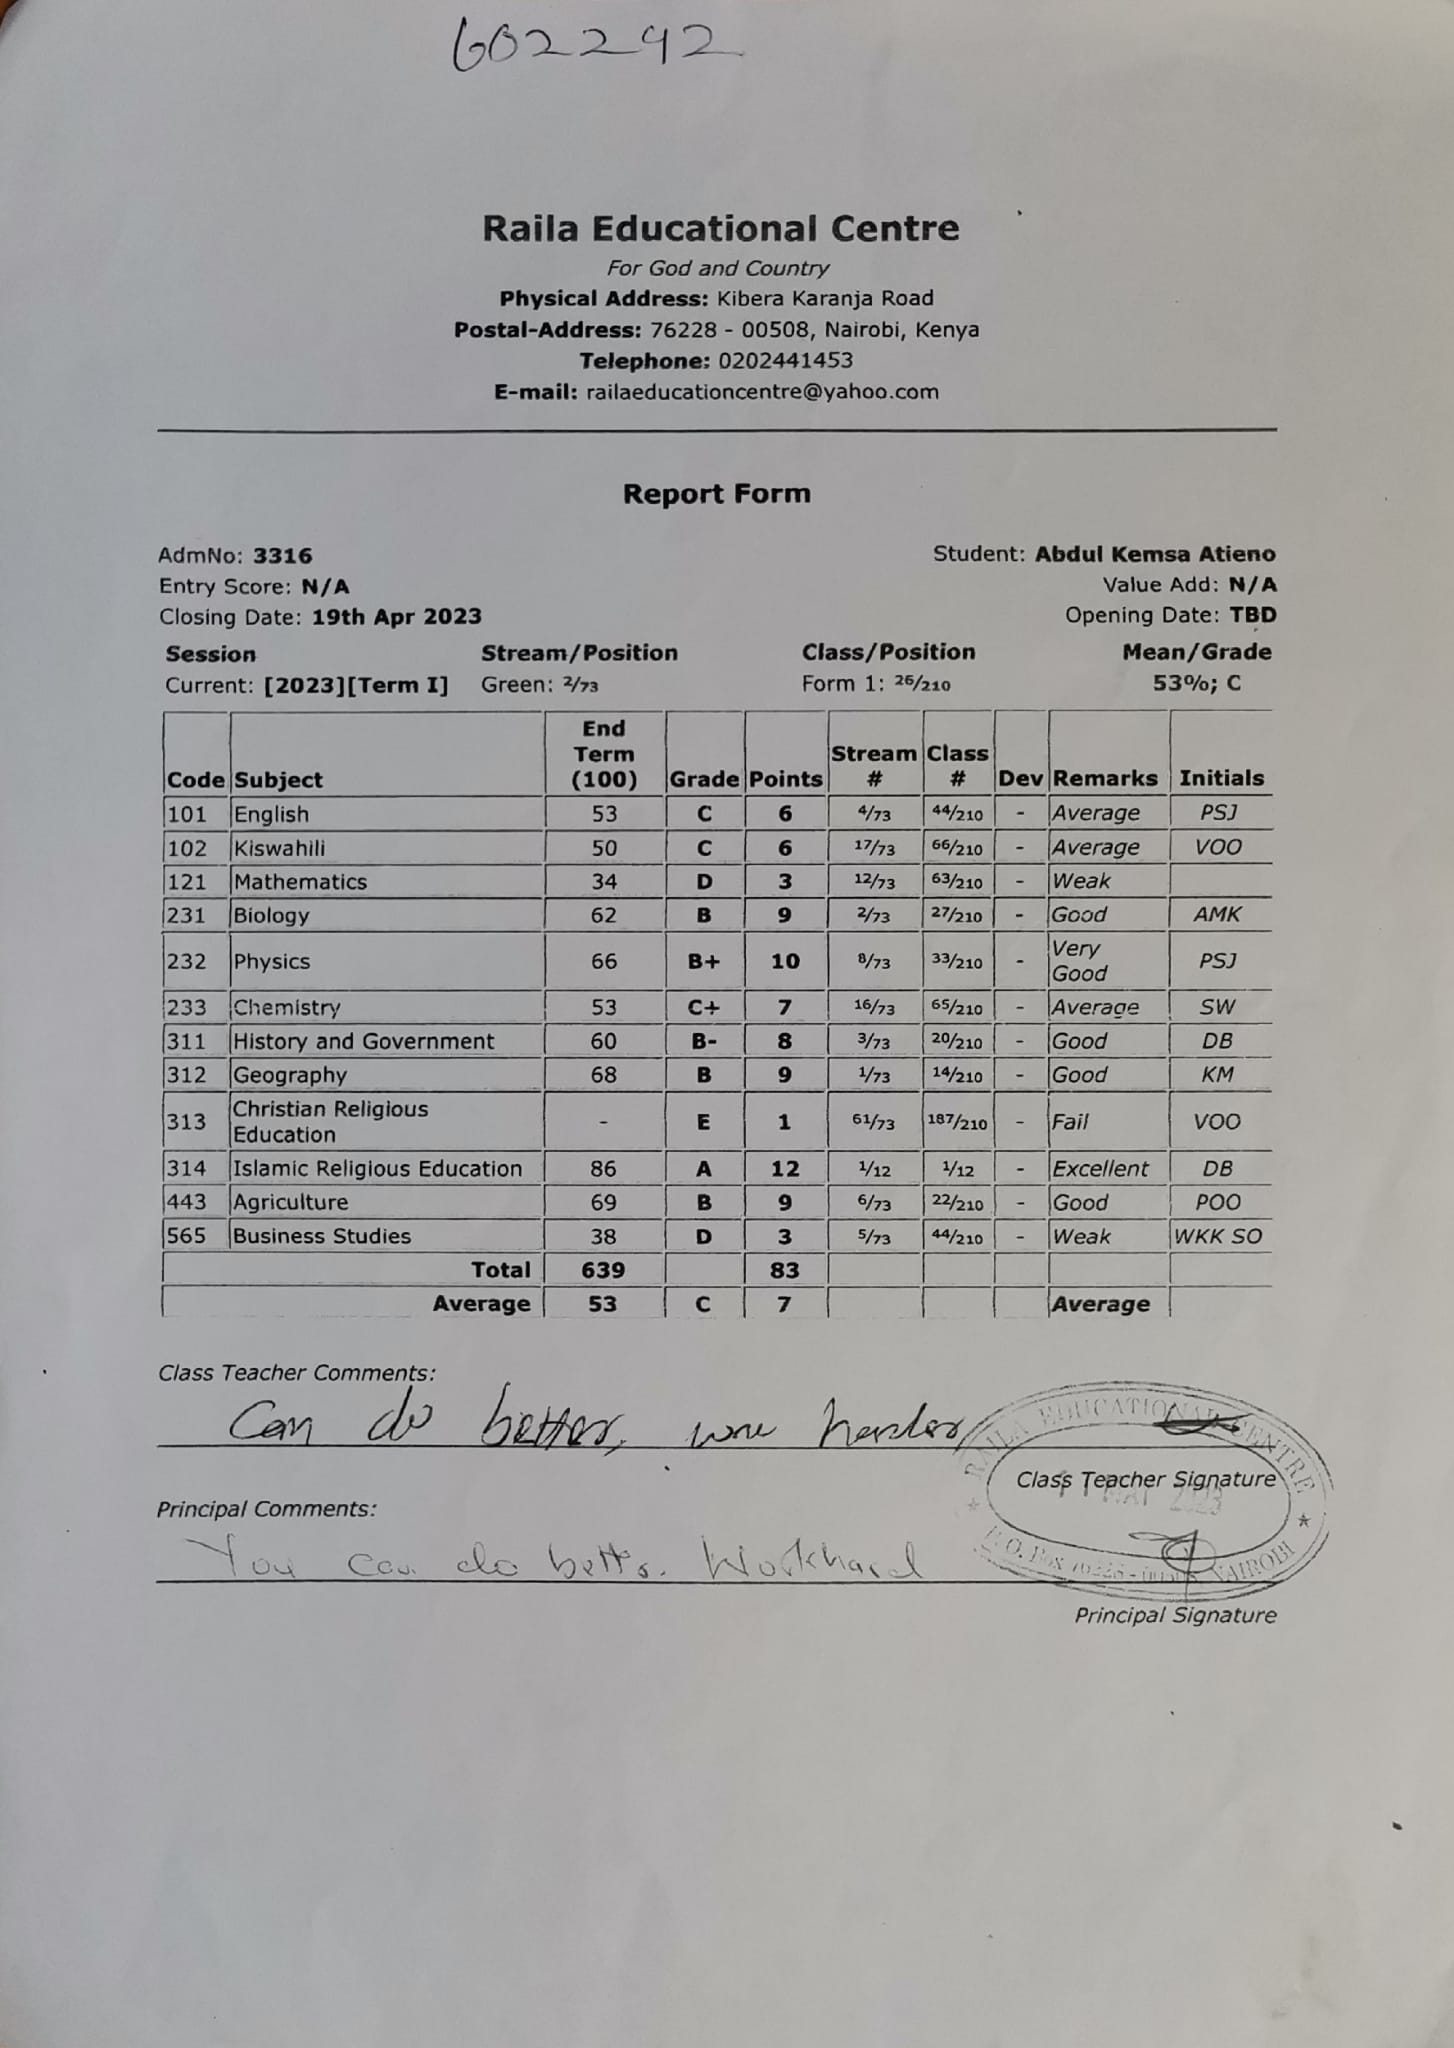 602292
Raila Educational Centre
For God and Country
Physical Address: Kibera Karanja Road
Postal-Address: 76228 - 00508, Nairobi, Kenya
Telephone: 0202441453
E-mail: railaeducationcentre@yahoo.com
Report Form
AdmNo: 3316 Student: Abdul Kemsa Atieno
Entry Score: N/A Value Add: N/A
Closing Date: 19th Apr 2023 Opening Date: TBD
Session Stream/Position Class/Position Mean/Grade
Current: [2023][Term I] Green: 2/73 Form 1: 26/210 53%; C
Code Subject End Term (100) Grade Points Stream # Class # Dev Remarks Initials
101 English 53 C 6 4/73 44/210 - Average PSJ
102 Kiswahili 50 C 6 17/73 66/210 - Average VOO
121 Mathematics 34 D 3 12/73 63/210 - Weak
231 Biology 62 B 9 2/73 27/210 - Good AMK
232 Physics 66 B+ 10 8/73 33/210 - Very Good PSJ
233 Chemistry 53 C+ 7 16/73 65/210 - Average SW
311 History and Government 60 B- 8 3/73 20/210 - Good DB
312 Geography 68 B 9 1/73 14/210 - Good KM
313 Christian Religious Education - E 1 61/73 187/210 - Fail VOO
314 Islamic Religious Education 86 A 12 1/12 1/12 - Excellent DB
443 Agriculture 69 B 9 6/73 22/210 - Good POO
565 Business Studies 38 D 3 5/73 44/210 - Weak WKK SO
Total 639 83
Average 53 C 7 Average
Class Teacher Comments:
Can do better, harder
RAILA EDUCATIONAL CENTRE
Class Teacher Signature
MAY 2023
Principal Comments:
You can do better. Workhard
P.O. Box NAIROBI
Principal Signature